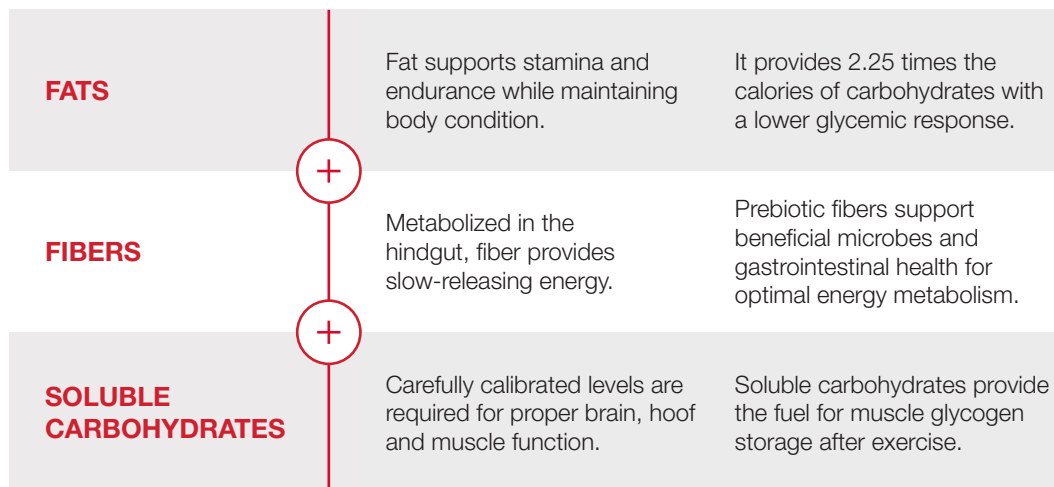 FATS
Fat supports stamina and
endurance while maintaining
body condition.
It provides 2.25 times the
calories of carbohydrates with
a lower glycemic response.
+
FIBERS
Metabolized in the
hindgut, fiber provides
slow-releasing energy.
Prebiotic fibers support
beneficial microbes and
gastrointestinal health for
optimal energy metabolism.
+
SOLUBLE
CARBOHYDRATES
Carefully calibrated levels are
required for proper brain, hoof
and muscle function.
Soluble carbohydrates provide
the fuel for muscle glycogen
storage after exercise.